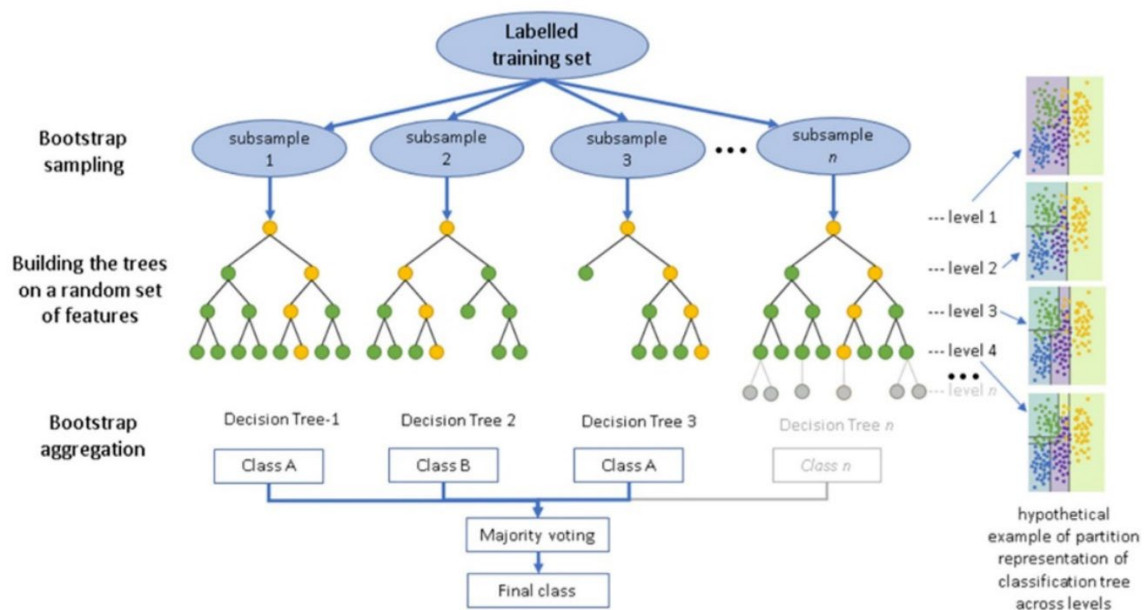 Labelled
training set
Bootstrap
sampling
subsample
1
subsample
2
subsample
3
...
subsample
n
Building the trees
on a random set
of features
--- level 1
--- level 2
--- level 3
--- level 4
...
--- level n
Bootstrap
aggregation
Decision Tree-1
Decision Tree 2
Decision Tree 3
Decision Tree n
Class A
Class B
Class A
Class n
Majority voting
Final class
hypothetical
example of partition
representation of
classification tree
across levels